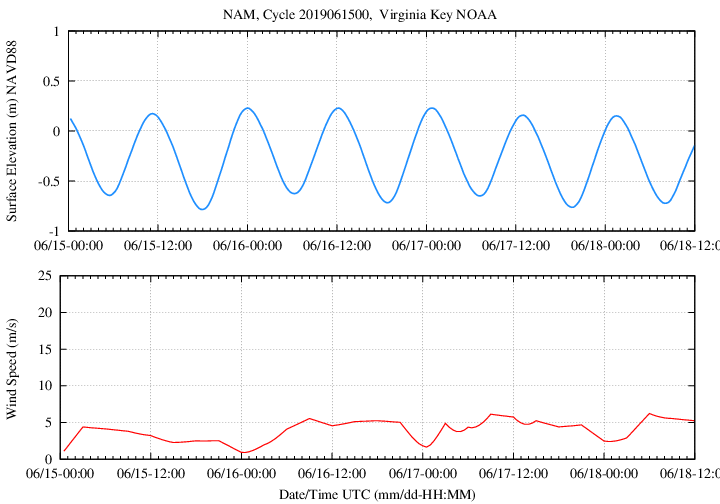 NAM, Cycle 2019061500,  Virginia Key NOAA
Surface Elevation (m) NAVD88
1
0.5
0
-0.5
-1
06/15-00:00 06/15-12:00 06/16-00:00 06/16-12:00 06/17-00:00 06/17-12:00 06/18-00:00 06/18-12:0
Wind Speed (m/s)
25
20
15
10
5
0
06/15-00:00 06/15-12:00 06/16-00:00 06/16-12:00 06/17-00:00 06/17-12:00 06/18-00:00 06/18-12:0
Date/Time UTC (mm/dd-HH:MM)